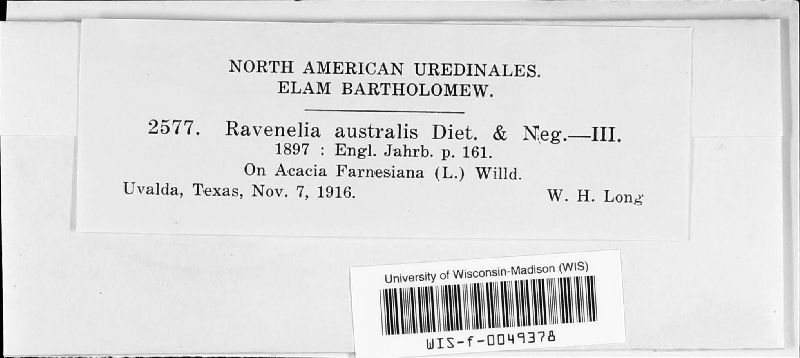 NORTH AMERICAN UREDINALES.
ELAM BARTHOLOMEW.
2577. Ravenelia australis Diet. & Neg.—III.
1897 : Engl. Jahrb. p. 161.
On Acacia Farnesiana (L.) Willd.
Uvalda, Texas, Nov. 7, 1916. W. H. Long
University of Wisconsin-Madison (WIS)
WIS-f-0049378